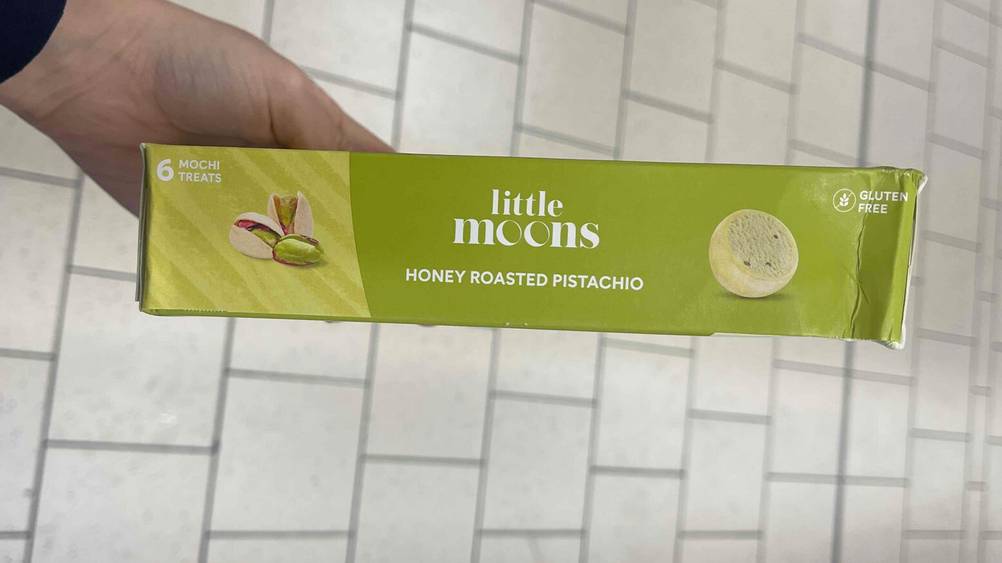 6 MOCHI
TREATS
little
moons
HONEY ROASTED PISTACHIO
GLUTEN
FREE